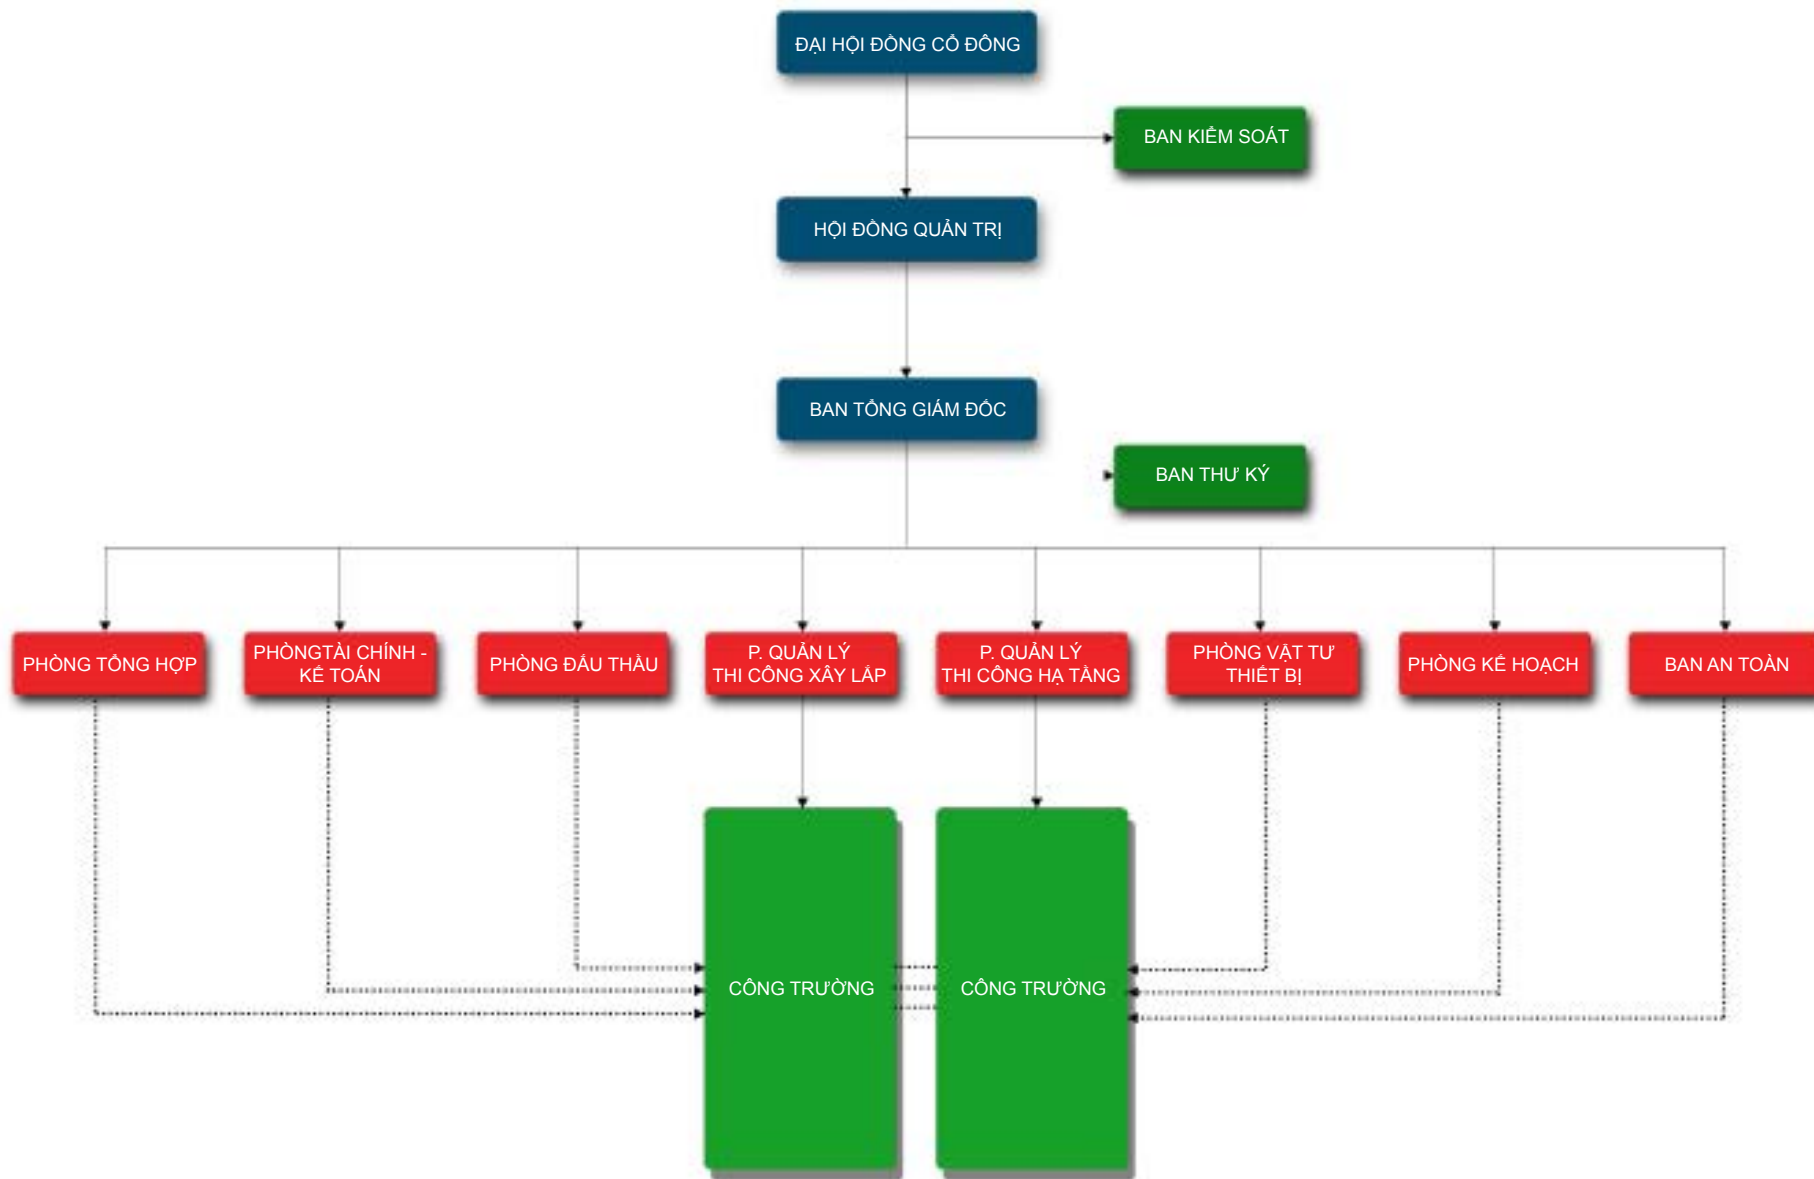 ĐẠI HỘI ĐỒNG CỔ ĐÔNG
BAN KIỂM SOÁT
HỘI ĐỒNG QUẢN TRỊ
BAN TỔNG GIÁM ĐỐC
BAN THƯ KÝ
PHÒNG TỔNG HỢP
PHÒNGTÀI CHÍNH -
KẾ TOÁN
PHÒNG ĐẤU THẦU
P. QUẢN LÝ
THI CÔNG XÂY LẮP
P. QUẢN LÝ
THI CÔNG HẠ TẦNG
PHÒNG VẬT TƯ
THIẾT BỊ
PHÒNG KẾ HOẠCH
BAN AN TOÀN
CÔNG TRƯỜNG
CÔNG TRƯỜNG